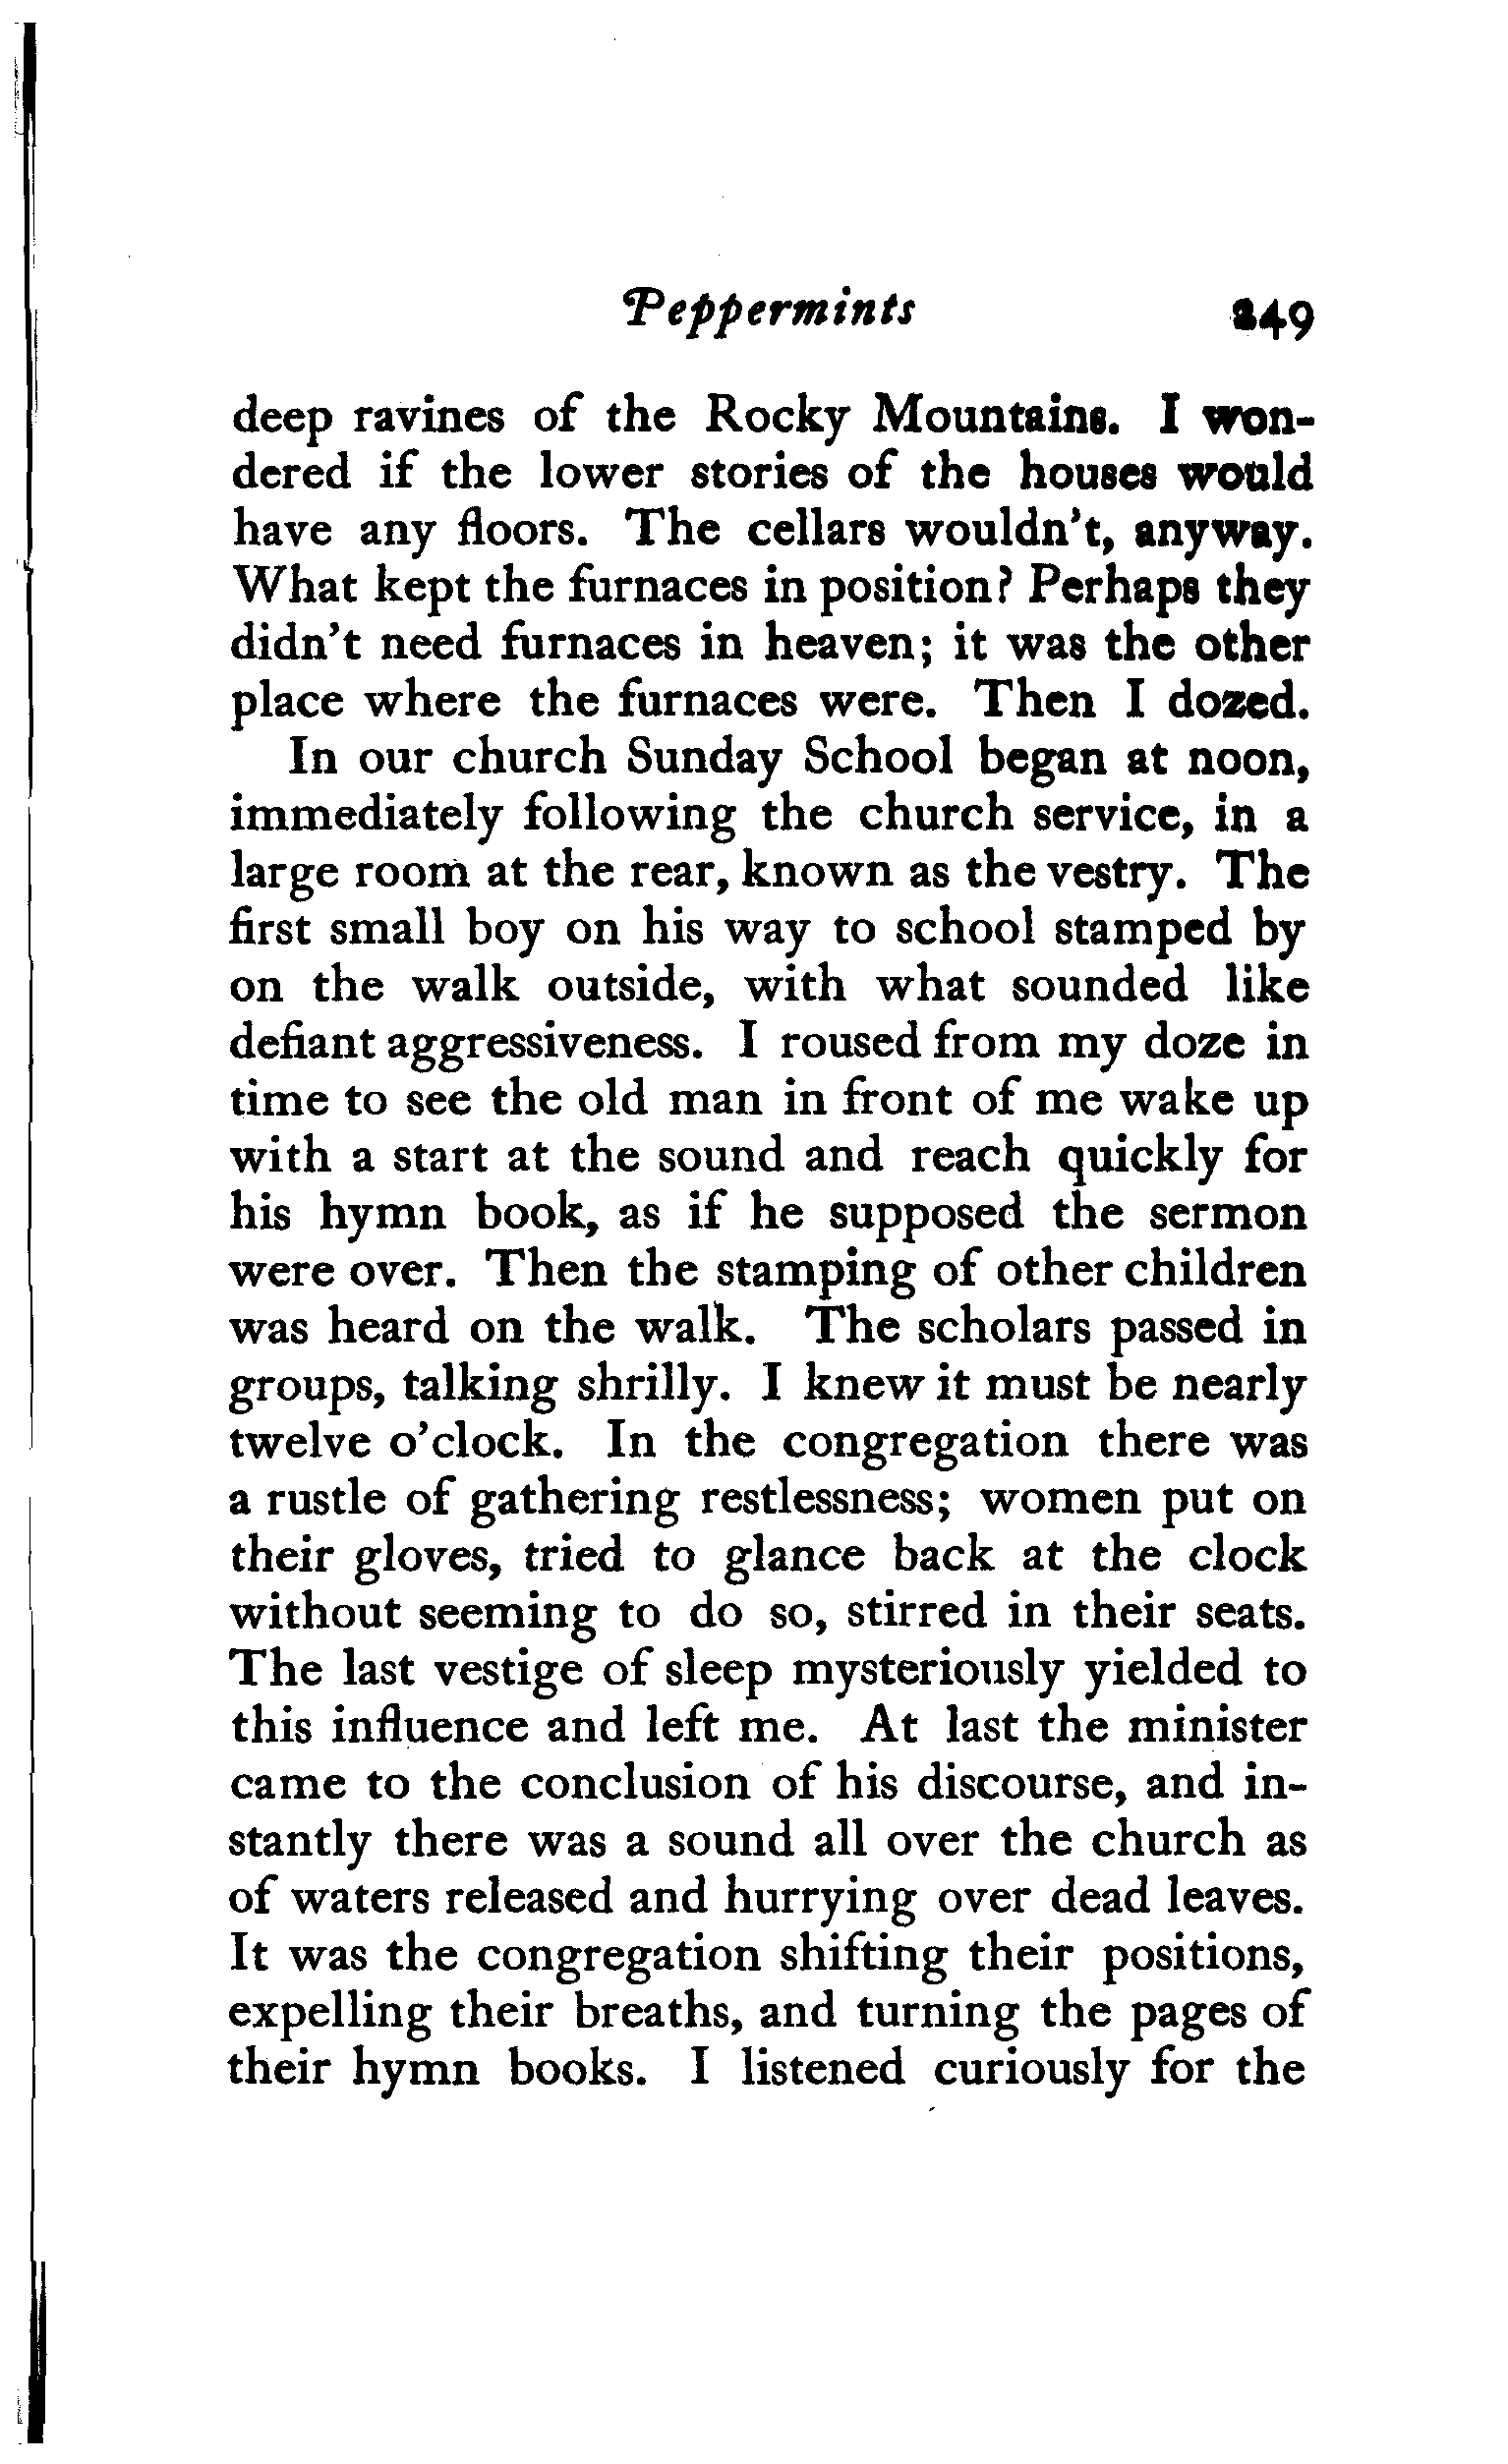 Peppermints 249
deep ravines of the Rocky Mountains. I won-
dered if the lower stories of the houses would
have any floors. The cellars wouldn't, anyway.
What kept the furnaces in position? Perhaps they
didn't need furnaces in heaven; it was the other
place where the furnaces were. Then I dozed.
In our church Sunday School began at noon,
immediately following the church service, in a
large room at the rear, known as the vestry. The
first small boy on his way to school stamped by
on the walk outside, with what sounded like
defiant aggressiveness. I roused from my doze in
time to see the old man in front of me wake up
with a start at the sound and reach quickly for
his hymn book, as if he supposed the sermon
were over. Then the stamping of other children
was heard on the walk. The scholars passed in
groups, talking shrilly. I knew it must be nearly
twelve o'clock. In the congregation there was
a rustle of gathering restlessness; women put on
their gloves, tried to glance back at the clock
without seeming to do so, stirred in their seats.
The last vestige of sleep mysteriously yielded to
this influence and left me. At last the minister
came to the conclusion of his discourse, and in-
stantly there was a sound all over the church as
of waters released and hurrying over dead leaves.
It was the congregation shifting their positions,
expelling their breaths, and turning the pages of
their hymn books. I listened curiously for the